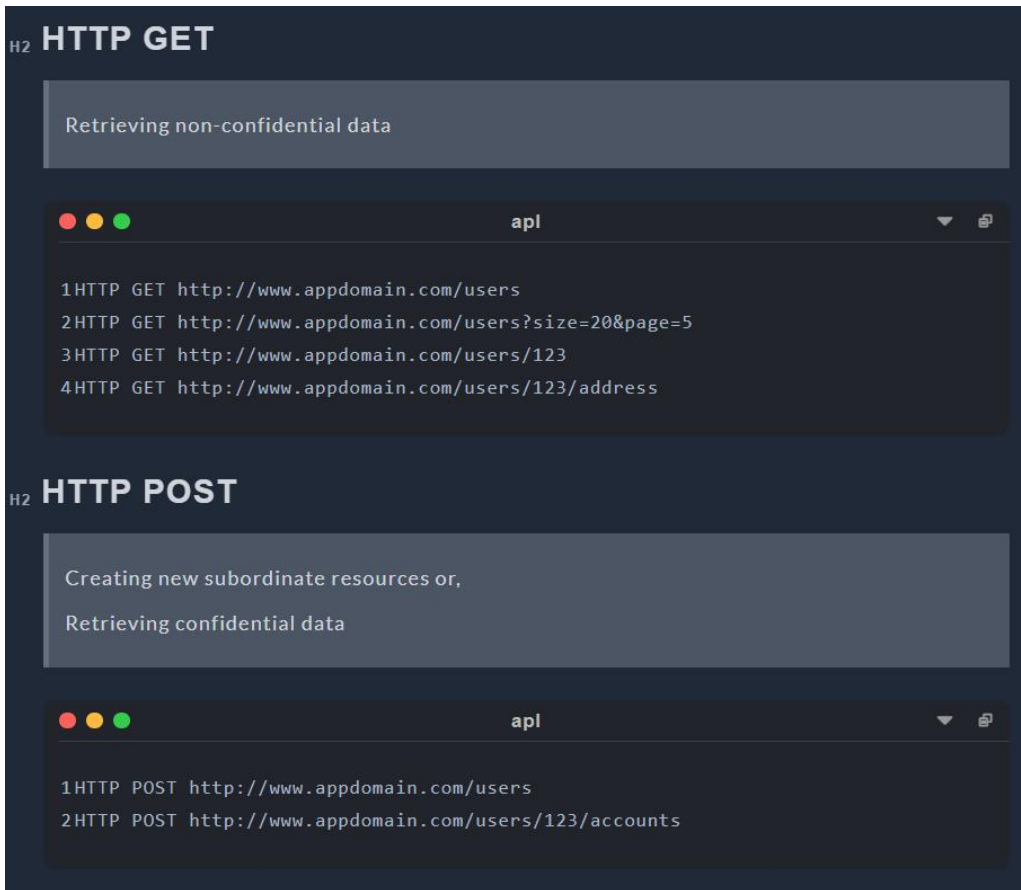 H2 HTTP GET
Retrieving non-confidential data
apl
1HTTP GET http://www.appdomain.com/users
2HTTP GET http://www.appdomain.com/users?size=20&page=5
3HTTP GET http://www.appdomain.com/users/123
4HTTP GET http://www.appdomain.com/users/123/address
H2 HTTP POST
Creating new subordinate resources or,
Retrieving confidential data
apl
1HTTP POST http://www.appdomain.com/users
2HTTP POST http://www.appdomain.com/users/123/accounts